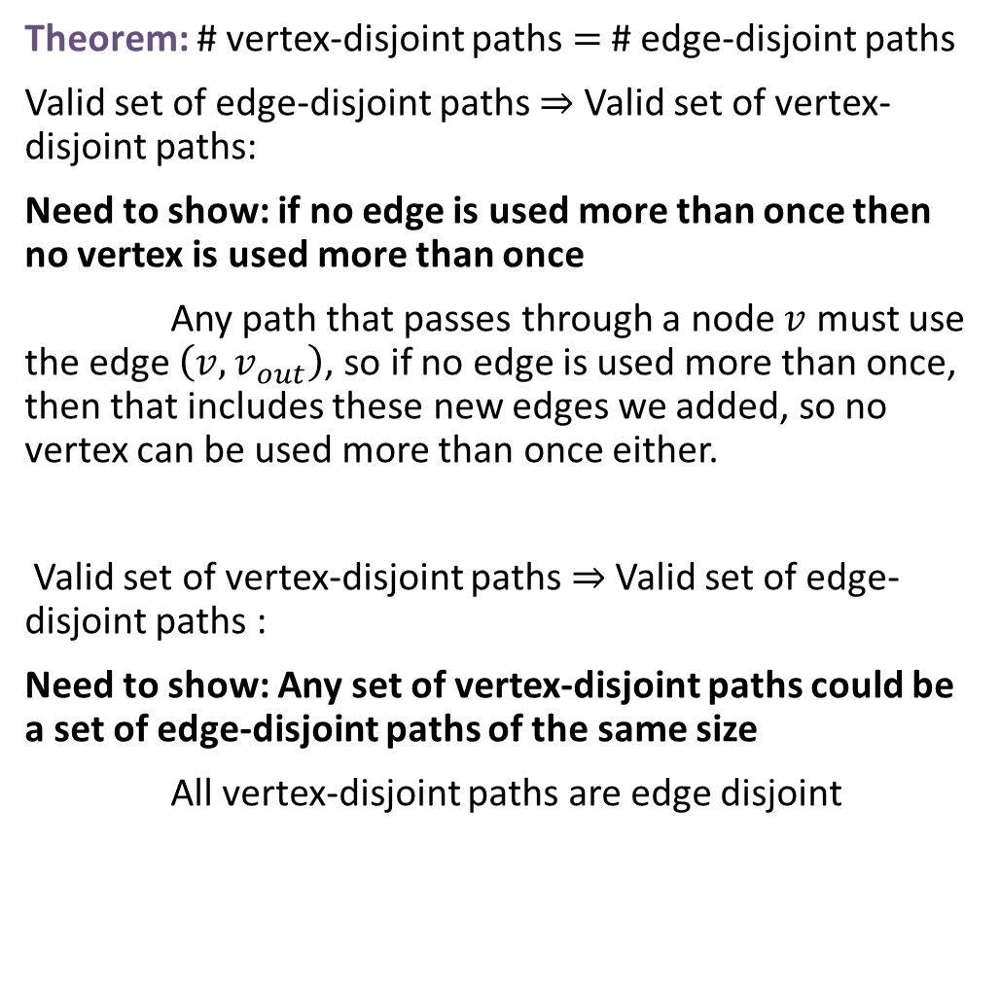 Theorem: # vertex-disjoint paths = # edge-disjoint paths
Valid set of edge-disjoint paths ⇒ Valid set of vertex-
disjoint paths:
Need to show: if no edge is used more than once then
no vertex is used more than once
Any path that passes through a node 𝑣 must use
the edge (𝑣, 𝑣𝑜𝑢𝑡), so if no edge is used more than once,
then that includes these new edges we added, so no
vertex can be used more than once either.
Valid set of vertex-disjoint paths ⇒ Valid set of edge-
disjoint paths :
Need to show: Any set of vertex-disjoint paths could be
a set of edge-disjoint paths of the same size
All vertex-disjoint paths are edge disjoint